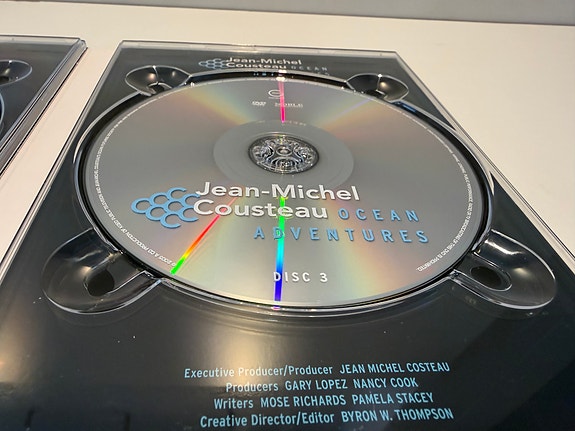 Jean-Michel
Cousteau OCEAN
Jean-Michel
Cousteau OCEAN
ADVENTURES
DISC 3
Executive Producer/Producer JEAN MICHEL COSTEAU
Producers GARY LOPEZ NANCY COOK
Writers MOSE RICHARDS PAMELA STACEY
Creative Director/Editor BYRON W. THOMPSON